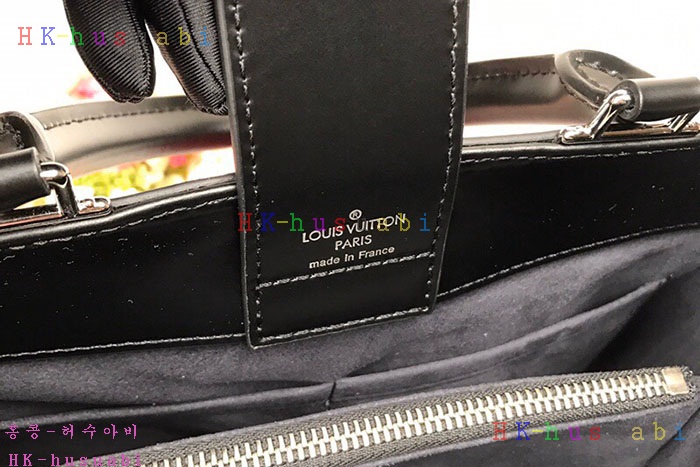 HK-hus abi
®
HK-hus abi
LOUIS VUITTON
PARIS
made in France
홍콩-허수아비
HK-husuabi
HK-hus abi